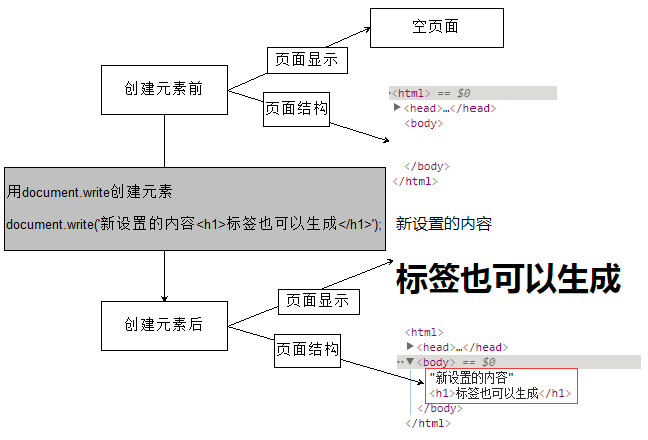 空页面
页面显示
创建元素前
页面结构
<html> == $0
▶<head>…</head>
<body>
</body>
</html>
用document.write创建元素
document.write('新设置的内容<h1>标签也可以生成</h1>');
新设置的内容
标签也可以生成
页面显示
创建元素后
页面结构
<html>
▶<head>…</head>
▼<body> == $0
"新设置的内容"
<h1>标签也可以生成</h1>
</body>
</html>